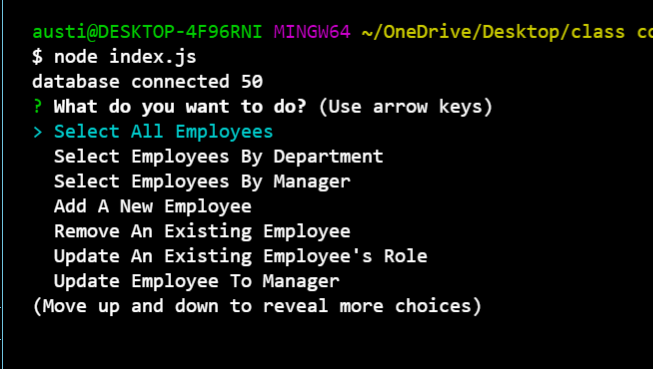 austi@DESKTOP-4F96RNI MINGW64 ~/OneDrive/Desktop/class
$ node index.js
database connected 50
? What do you want to do? (Use arrow keys)
> Select All Employees
Select Employees By Department
Select Employees By Manager
Add A New Employee
Remove An Existing Employee
Update An Existing Employee's Role
Update Employee To Manager
(Move up and down to reveal more choices)